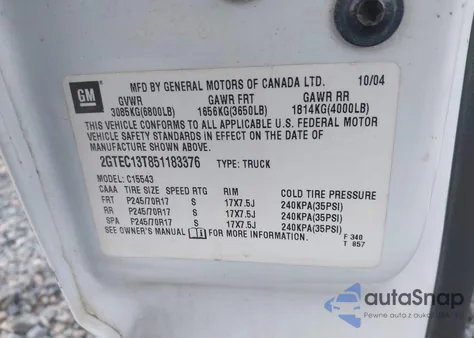 GM
MFD BY GENERAL MOTORS OF CANADA LTD. 10/04
GVWR GAWR FRT GAWR RR
3085KG(6800LB) 1656KG(3650LB) 1814KG(4000LB)
THIS VEHICLE CONFORMS TO ALL APPLICABLE U.S. FEDERAL MOTOR
VEHICLE SAFETY STANDARDS IN EFFECT ON THE DATE OF
MANUFACTURE SHOWN ABOVE.
2GTEC13T851183376 TYPE: TRUCK
MODEL: C15543
CAAA TIRE SIZE SPEED RTG RIM COLD TIRE PRESSURE
FRT P245/70R17 S 17X7.5J 240KPA(35PSI)
RR P245/70R17 S 17X7.5J 240KPA(35PSI)
SPA P245/70R17 S 17X7.5J 240KPA(35PSI)
SEE OWNER'S MANUAL FOR MORE INFORMATION. F 340
T 857
autoSnap
Pewne auta z aukcji